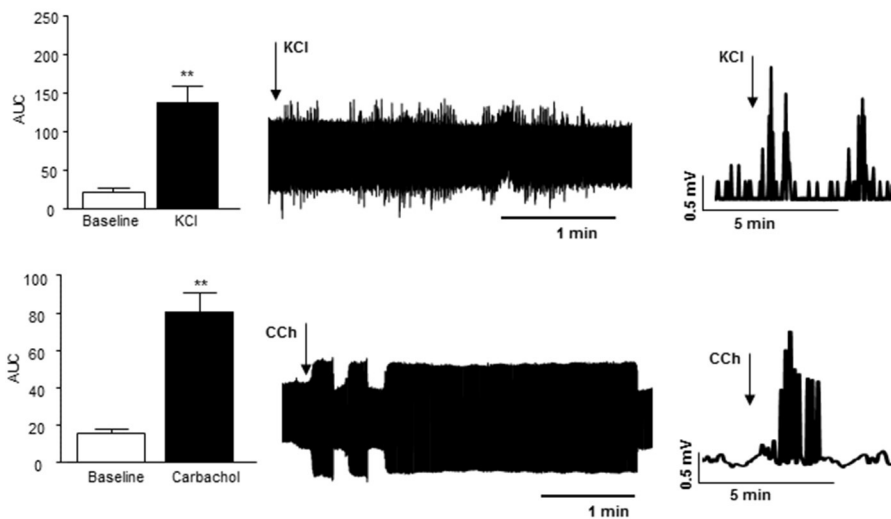 250
200
150
100
50
0
AUC
**
Baseline KCl
KCl
1 min
KCl
0.5 mV
5 min
100
80
60
40
20
0
AUC
**
Baseline Carbachol
CCh
1 min
CCh
0.5 mV
5 min